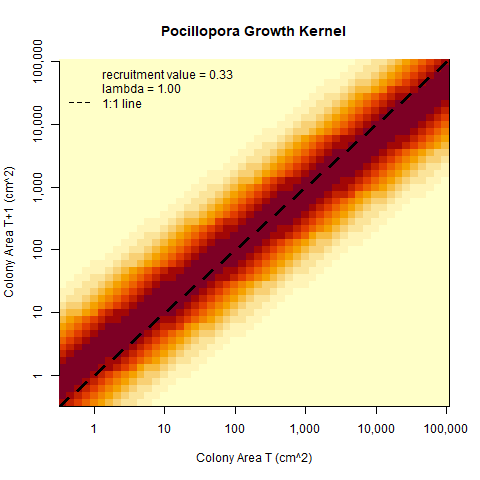 Pocillopora Growth Kernel
recruitment value = 0.33
lambda = 1.00
1:1 line
Colony Area T+1 (cm^2)
100,000
10,000
1,000
100
10
1
1
10
100
1,000
10,000
100,000
Colony Area T (cm^2)